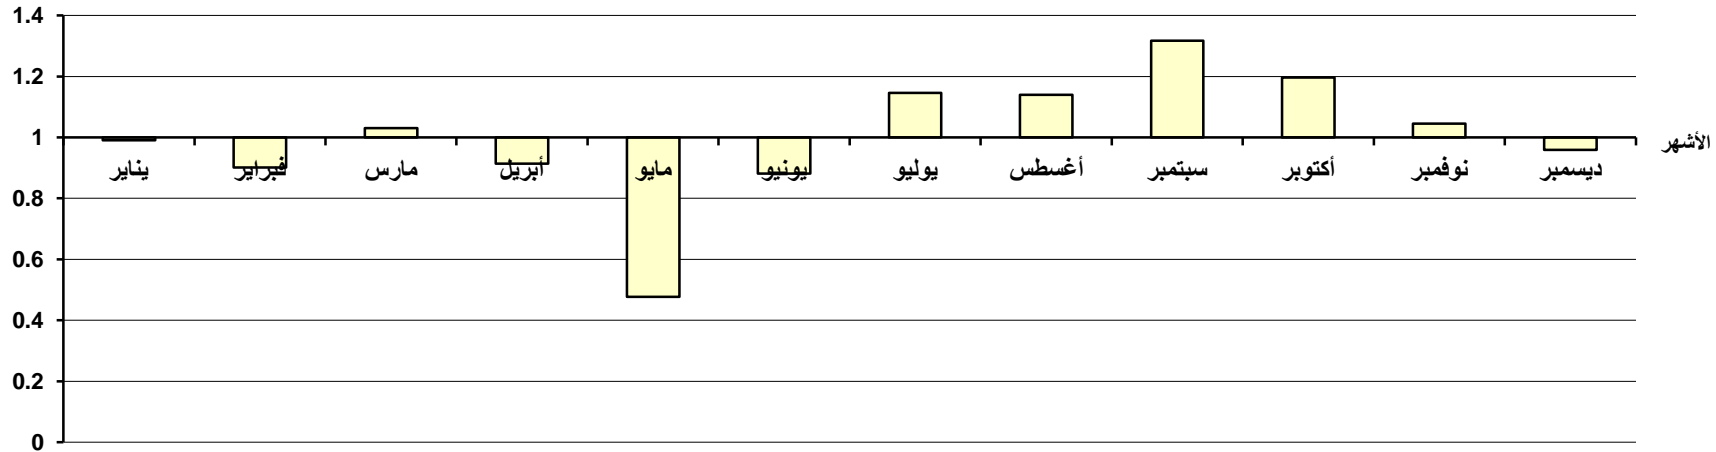 1.4
1.2
1
0.8
0.6
0.4
0.2
0
يناير
فبراير
مارس
أبريل
مايو
يونيو
يوليو
أغسطس
سبتمبر
أكتوبر
نوفمبر
ديسمبر
الأشهر